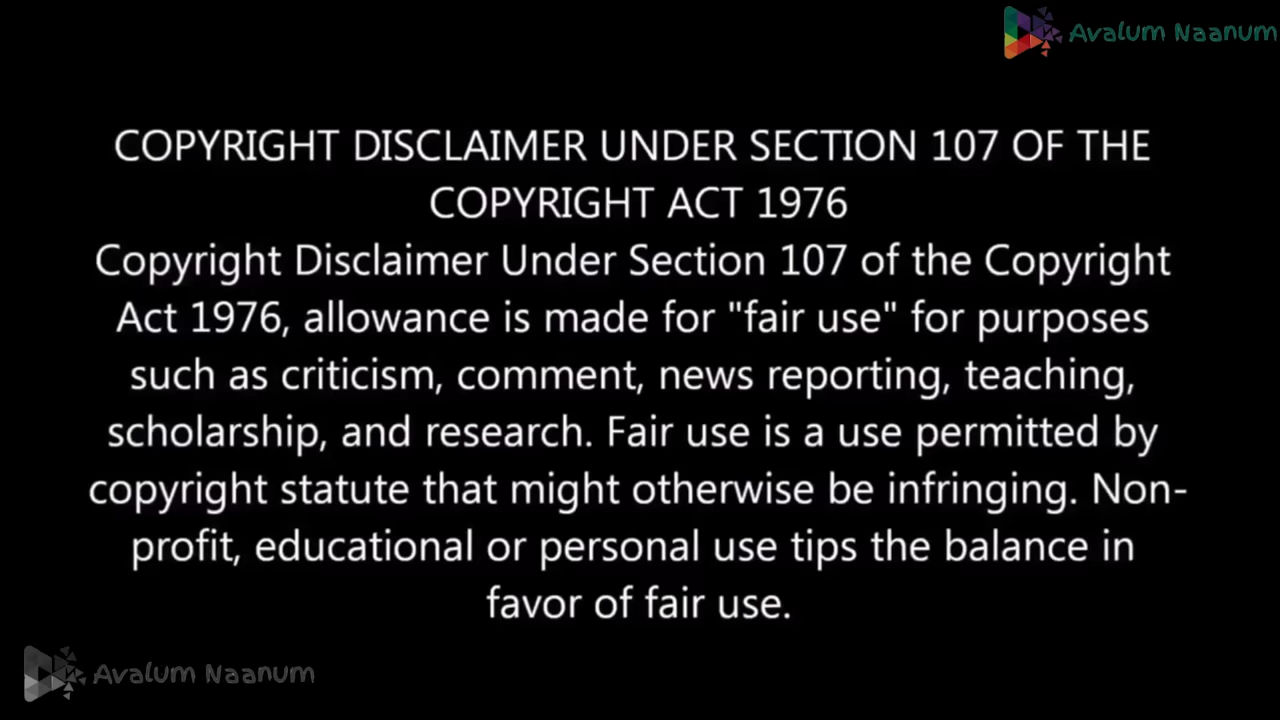 Avalum Naanum
COPYRIGHT DISCLAIMER UNDER SECTION 107 OF THE
COPYRIGHT ACT 1976
Copyright Disclaimer Under Section 107 of the Copyright
Act 1976, allowance is made for "fair use" for purposes
such as criticism, comment, news reporting, teaching,
scholarship, and research. Fair use is a use permitted by
copyright statute that might otherwise be infringing. Non-
profit, educational or personal use tips the balance in
favor of fair use.
Avalum Naanum